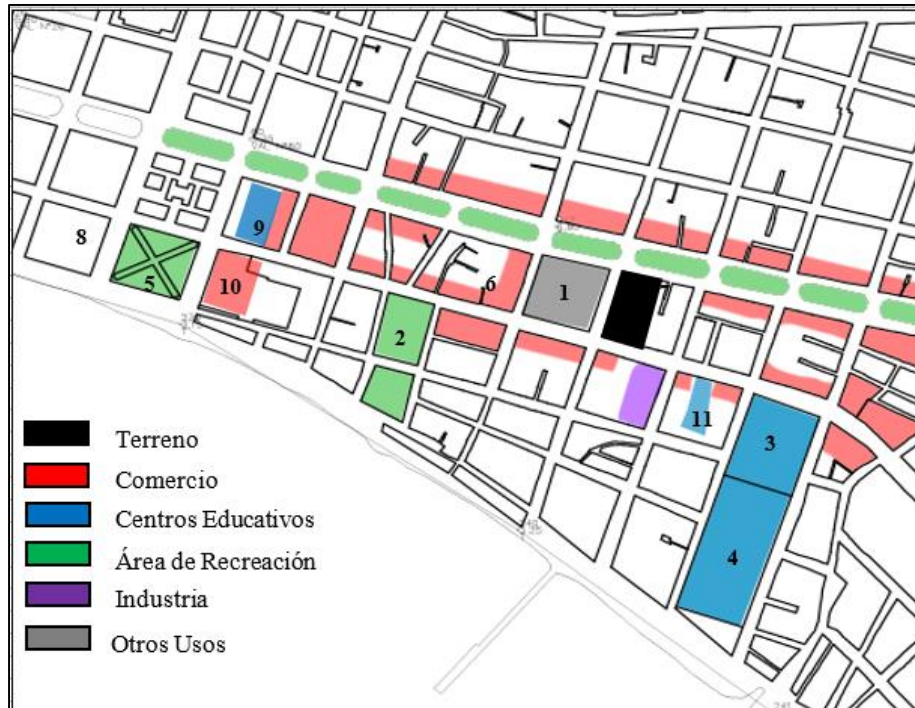 9
8
5
10
6
1
2
11
3
4
Terreno
Comercio
Centros Educativos
Área de Recreación
Industria
Otros Usos